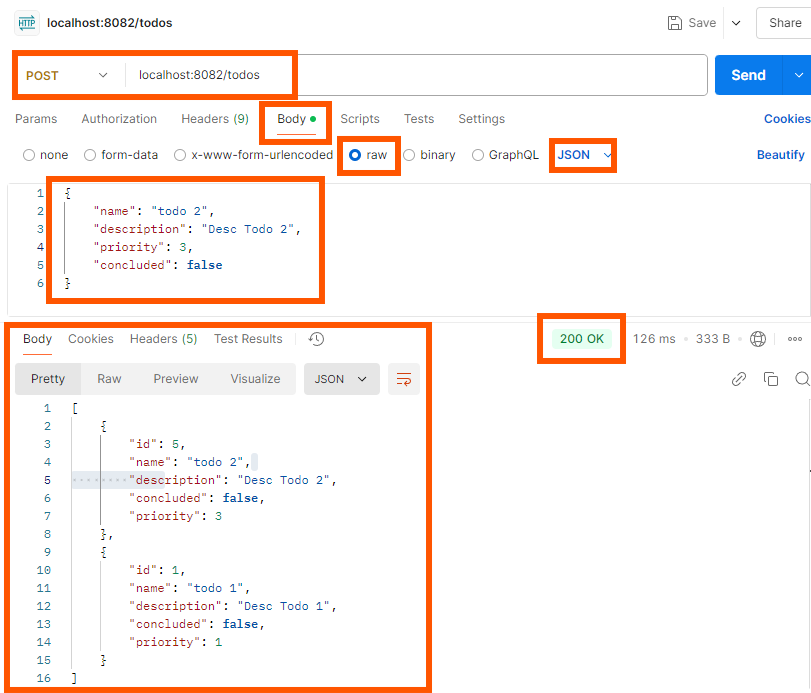 HTTP localhost:8082/todos Save Share
POST localhost:8082/todos Send
Params Authorization Headers (9) Body Scripts Tests Settings Cookies
none form-data x-www-form-urlencoded raw binary GraphQL JSON Beautify
1 {
2 "name": "todo 2",
3 "description": "Desc Todo 2",
4 "priority": 3,
5 "concluded": false
6 }
Body Cookies Headers (5) Test Results 200 OK 126 ms 333 B
Pretty Raw Preview Visualize JSON
1 [
2 {
3 "id": 5,
4 "name": "todo 2",
5 "description": "Desc Todo 2",
6 "concluded": false,
7 "priority": 3
8 },
9 {
10 "id": 1,
11 "name": "todo 1",
12 "description": "Desc Todo 1",
13 "concluded": false,
14 "priority": 1
15 }
16 ]